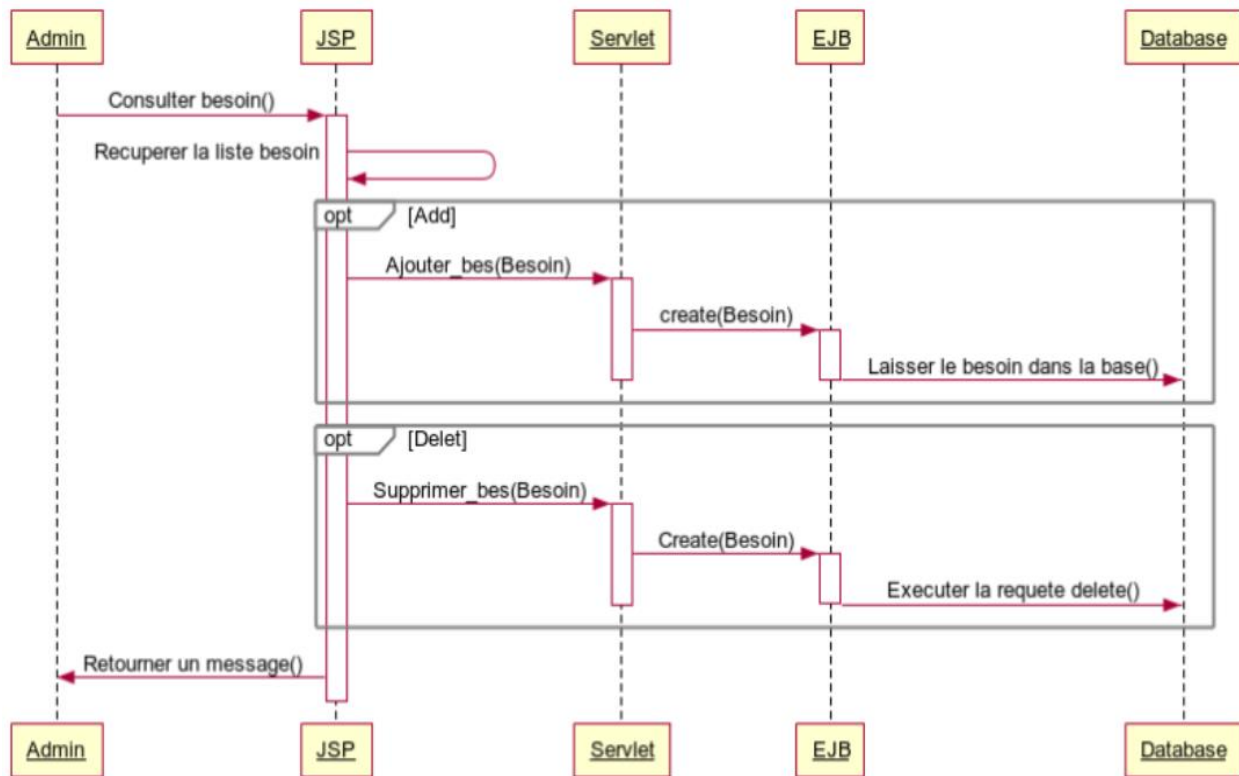 Admin
JSP
Servlet
EJB
Database
Consulter besoin()
Recuperer la liste besoin
opt [Add]
Ajouter_bes(Besoin)
create(Besoin)
Laisser le besoin dans la base()
opt [Delet]
Supprimer_bes(Besoin)
Create(Besoin)
Executer la requete delete()
Retourner un message()
Admin
JSP
Servlet
EJB
Database